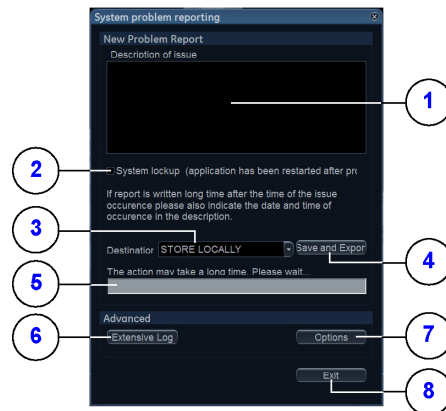 System problem reporting
New Problem Report
Description of issue
1
2
System lockup (application has been restarted after pro
If report is written long time after the time of the issue
occurence please also indicate the date and time of
occurence in the description.
3
Destination STORE LOCALLY Save and Expor
4
The action may take a long time. Please wait...
5
Advanced
6
Extensive Log Options
7
Exit
8